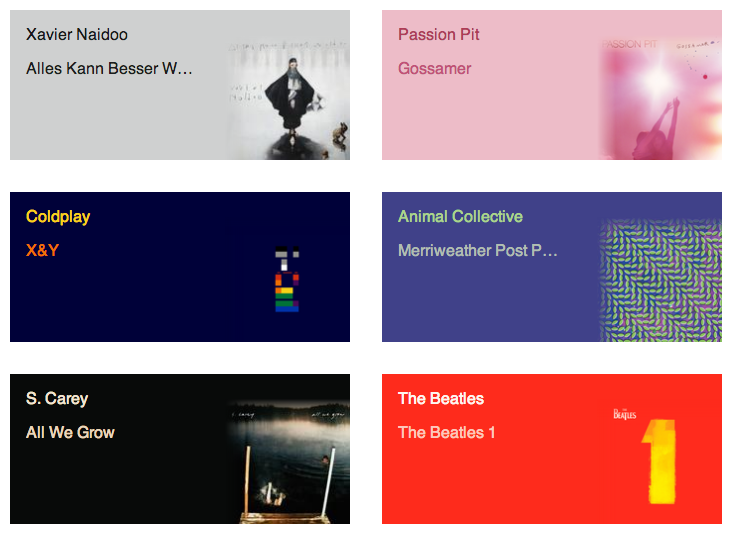 Xavier Naidoo
Alles Kann Besser W...
Passion Pit
Gossamer
PASSION PIT
Coldplay
X&Y
Animal Collective
Merriweather Post P...
S. Carey
All We Grow
s. carey
all we grow
The Beatles
The Beatles 1
THE BEATLES
1